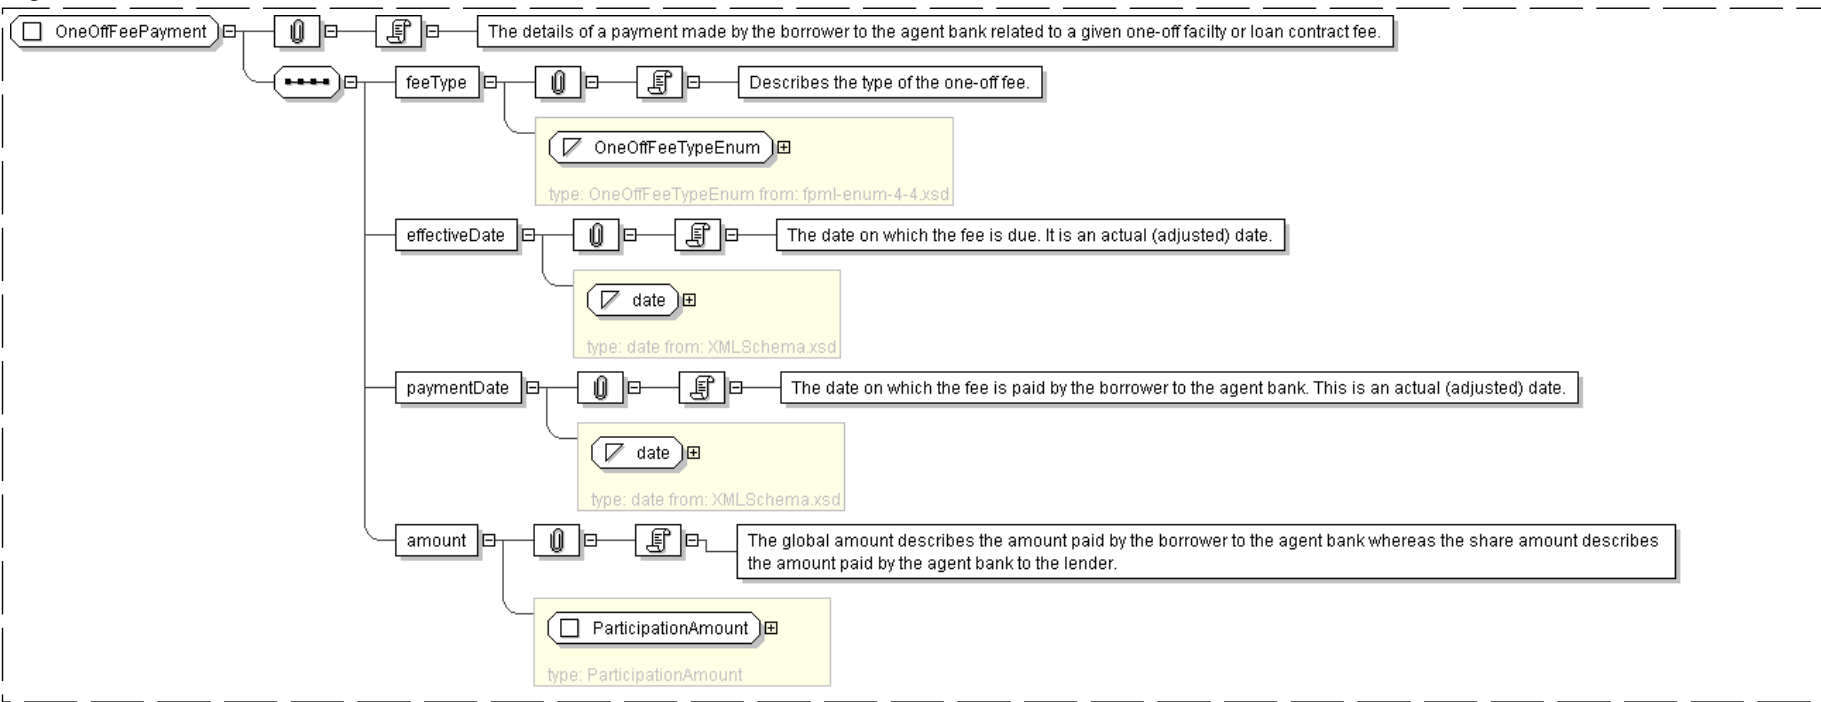 OneOffFeePayment
The details of a payment made by the borrower to the agent bank related to a given one-off facilty or loan contract fee.
feeType
Describes the type of the one-off fee.
OneOffFeeTypeEnum
type: OneOffFeeTypeEnum from: fpml-enum-4-4.xsd
effectiveDate
The date on which the fee is due. It is an actual (adjusted) date.
date
type: date from: XMLSchema.xsd
paymentDate
The date on which the fee is paid by the borrower to the agent bank. This is an actual (adjusted) date.
date
type: date from: XMLSchema.xsd
amount
The global amount describes the amount paid by the borrower to the agent bank whereas the share amount describes
the amount paid by the agent bank to the lender.
ParticipationAmount
type: ParticipationAmount